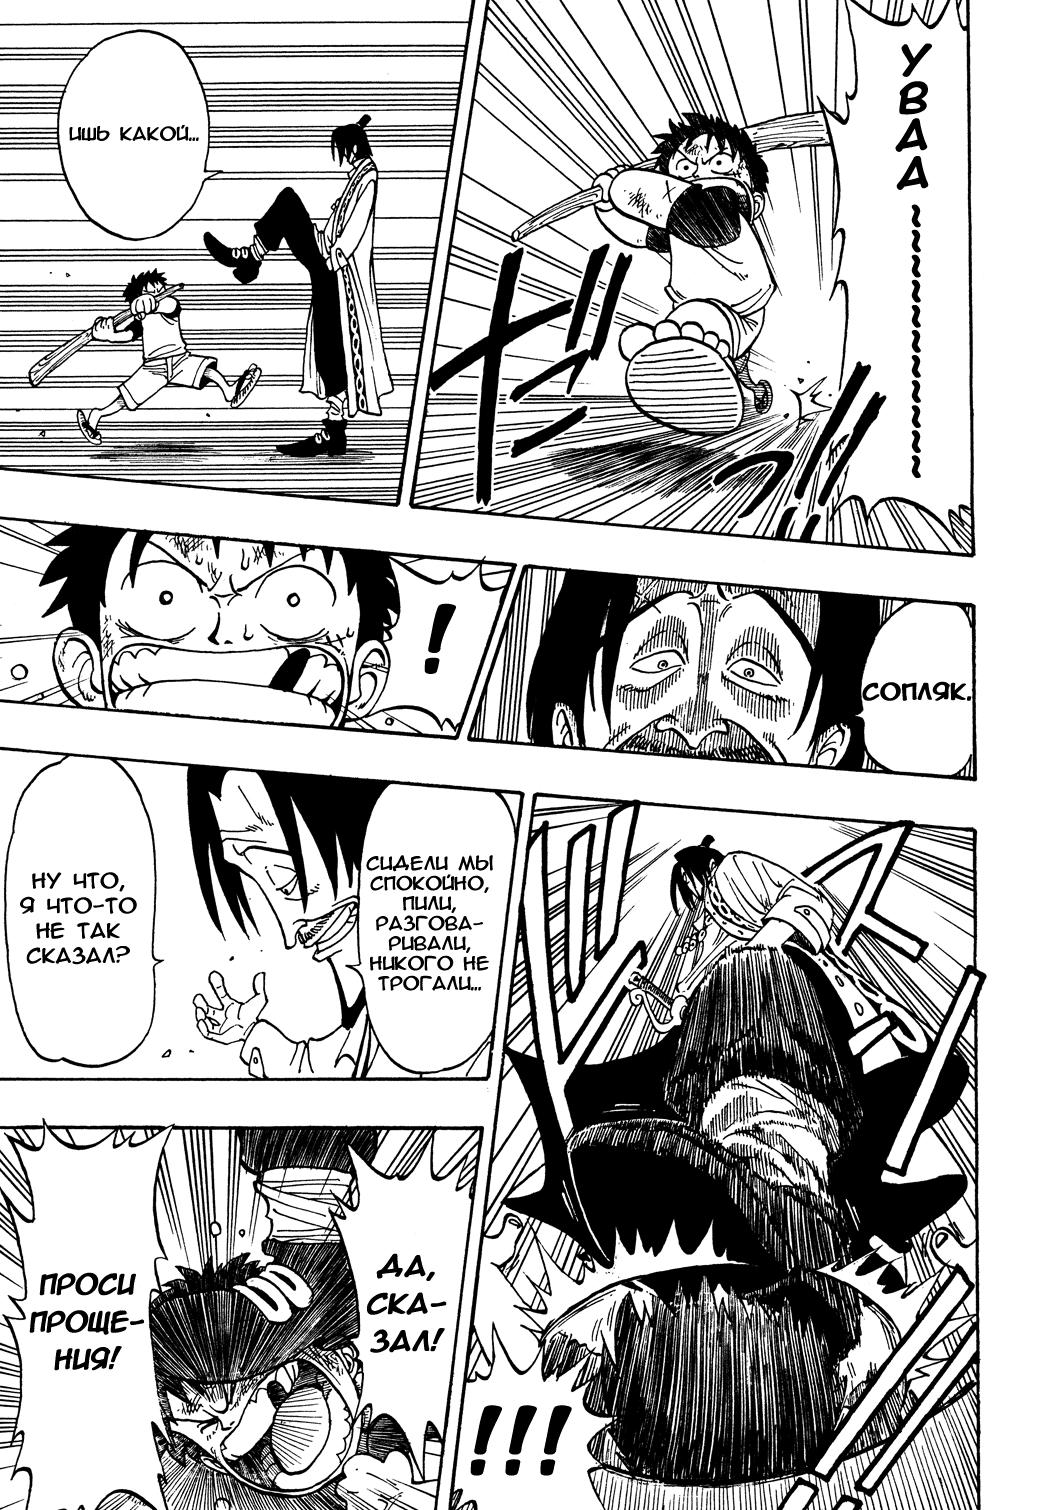 УВАА~~~~~~~~~~~
ИШЬ КАКОЙ...
СОПЛЯК.
!
СИДЕЛИ МЫ
СПОКОЙНО,
ПИЛИ,
РАЗГОВА-
РИВАЛИ,
НИКОГО НЕ
ТРОГАЛИ...
НУ ЧТО,
Я ЧТО-ТО
НЕ ТАК
СКАЗАЛ?
!!!
ДА,
СКА-
ЗАЛ!
ПРОСИ
ПРОЩЕ-
НИЯ!